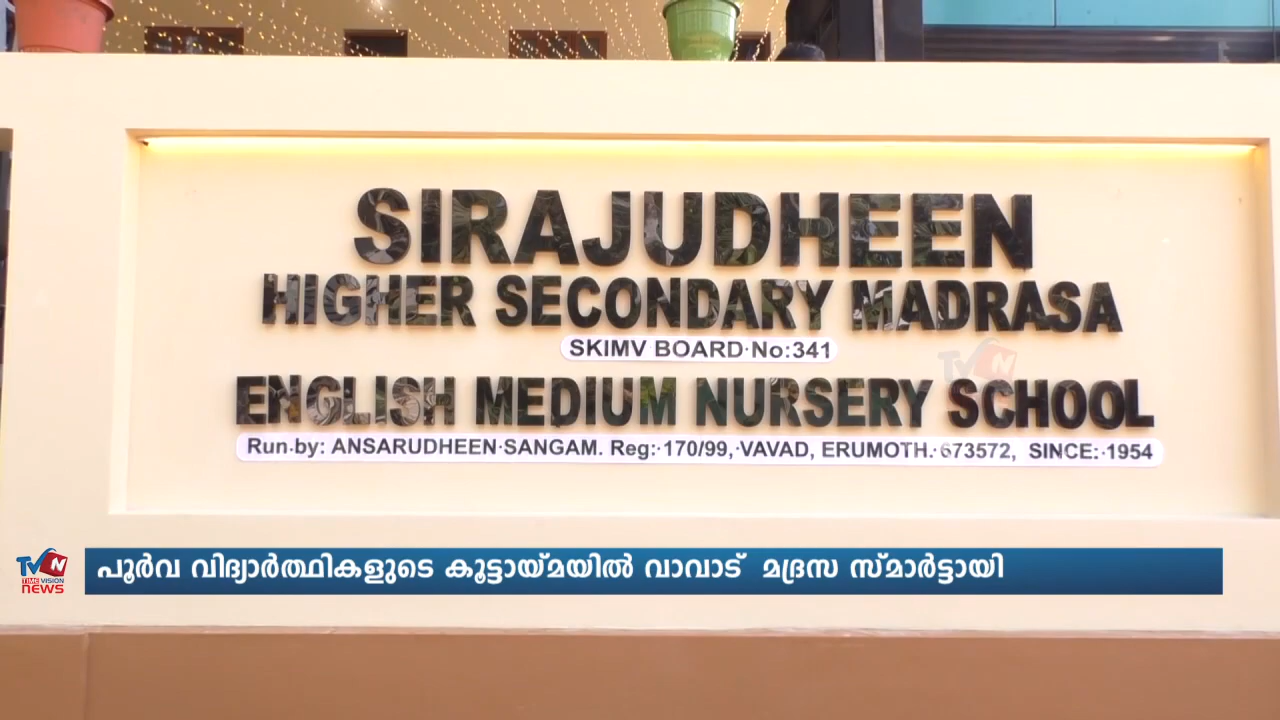 SIRAJUDHEEN
HIGHER SECONDARY MADRASA
SKIMV BOARD No:341
TVN
ENGLISH MEDIUM NURSERY SCHOOL
Run.by: ANSARUDHEEN SANGAM. Reg: 170/99, VAVAD, ERUMOTH. 673572, SINCE: 1954
പൂർവ വിദ്യാർത്ഥികളുടെ കൂട്ടായ്മയിൽ വാവാട് മദ്രസ സ്മാർട്ടായി
TVN
TIME VISION
NEWS